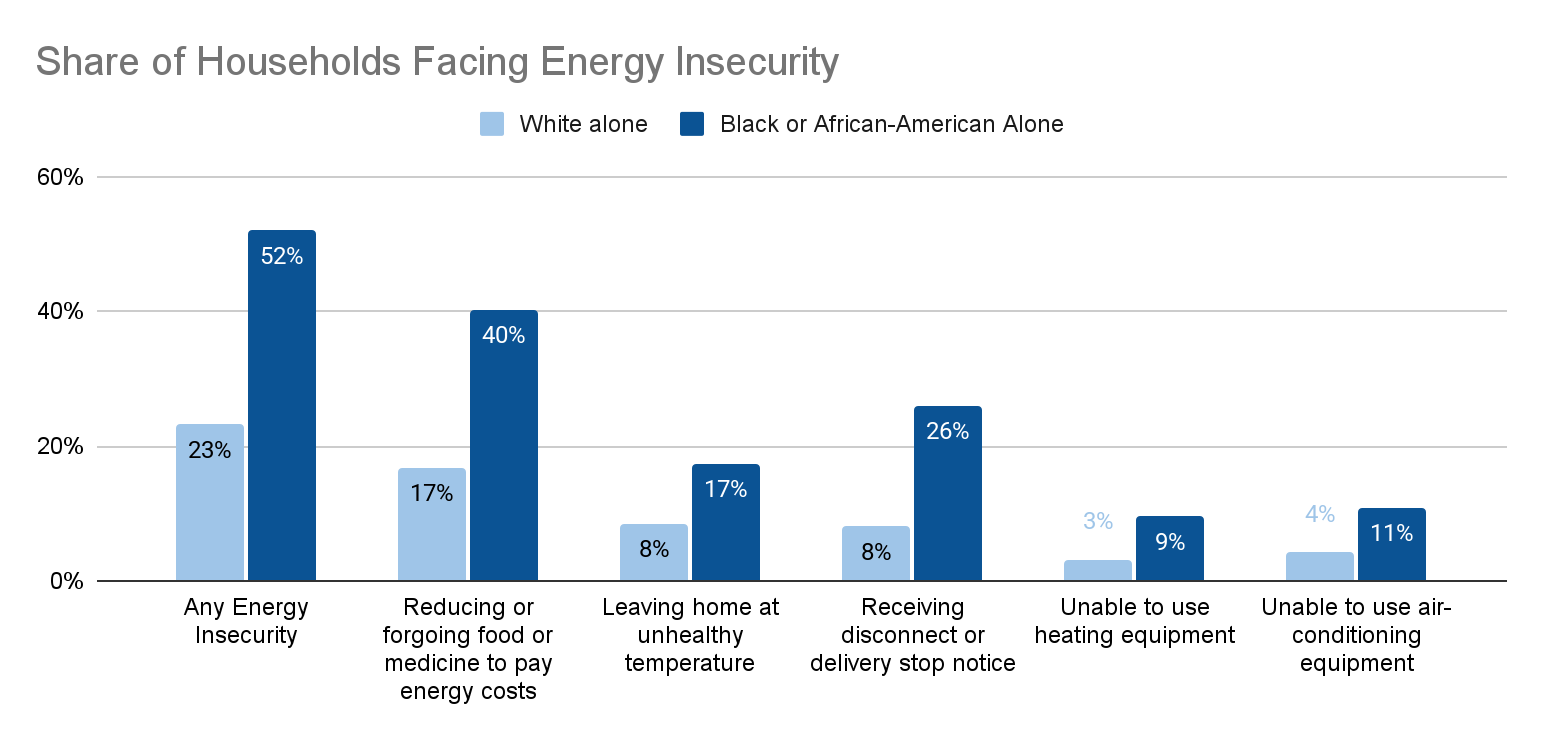 Share of Households Facing Energy Insecurity
White alone
Black or African-American Alone
60%
40%
20%
0%
23%
52%
17%
40%
8%
17%
8%
26%
3%
9%
4%
11%
Any Energy
Insecurity
Reducing or
forgoing food or
medicine to pay
energy costs
Leaving home at
unhealthy
temperature
Receiving
disconnect or
delivery stop notice
Unable to use
heating equipment
Unable to use air-
conditioning
equipment